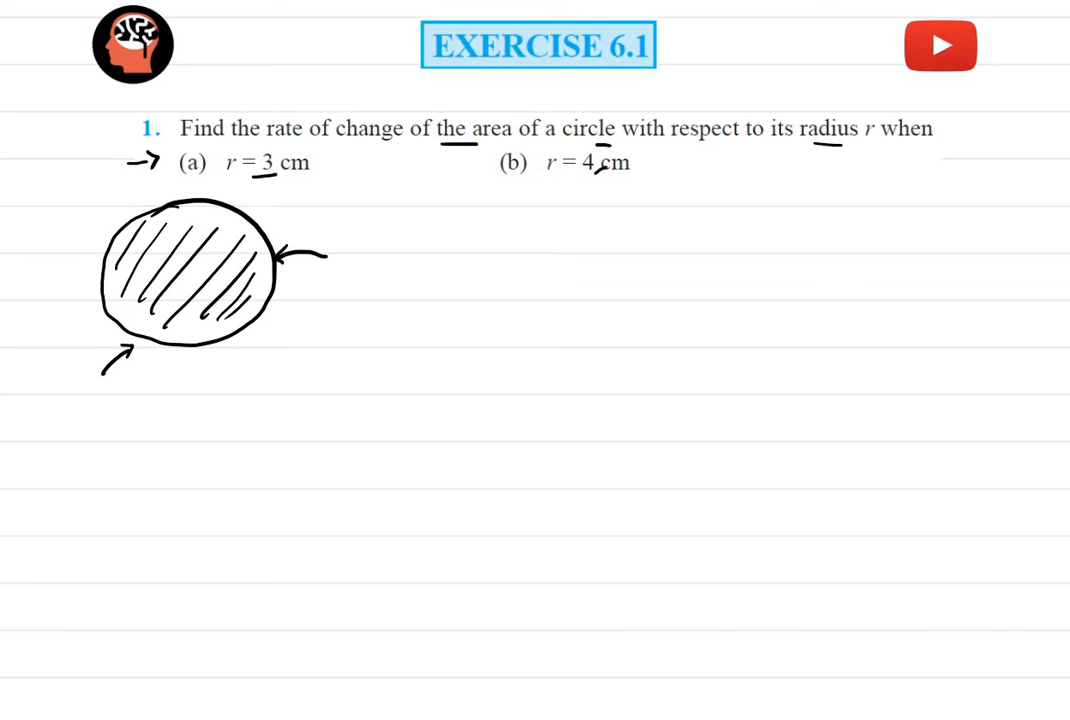 EXERCISE 6.1
1. Find the rate of change of the area of a circle with respect to its radius r when
(a) r = 3 cm (b) r = 4 cm